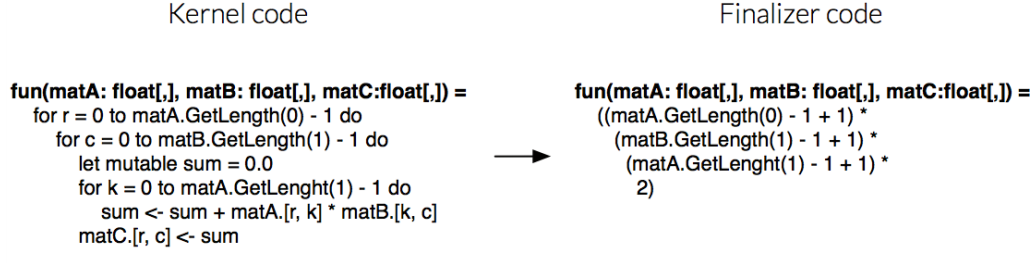 Kernel code
fun(matA: float[,], matB: float[,], matC:float[,]) =
for r = 0 to matA.GetLength(0) - 1 do
for c = 0 to matB.GetLength(1) - 1 do
let mutable sum = 0.0
for k = 0 to matA.GetLenght(1) - 1 do
sum <- sum + matA.[r, k] * matB.[k, c]
matC.[r, c] <- sum
Finalizer code
fun(matA: float[,], matB: float[,], matC:float[,]) =
((matA.GetLength(0) - 1 + 1) *
(matB.GetLength(1) - 1 + 1) *
(matA.GetLenght(1) - 1 + 1) *
2)